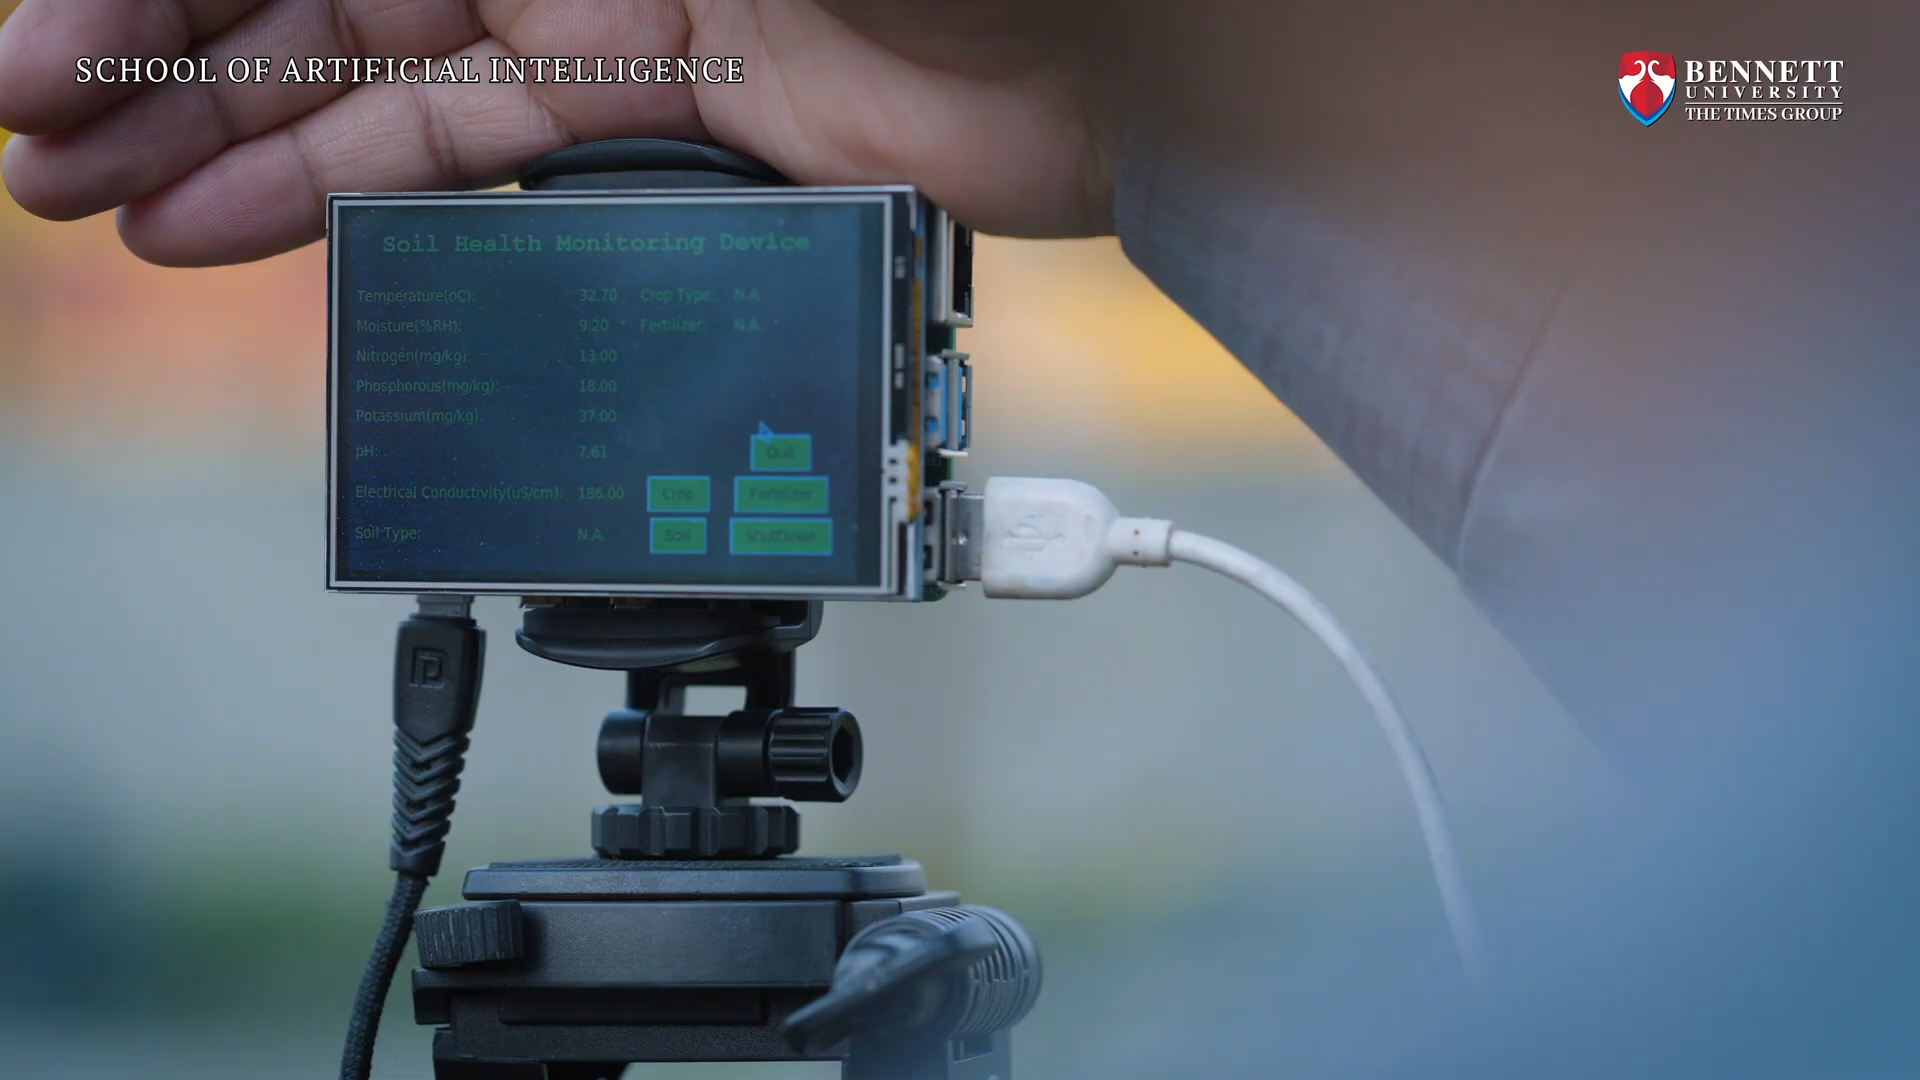 SCHOOL OF ARTIFICIAL INTELLIGENCE
BENNETT
UNIVERSITY
THE TIMES GROUP
Soil Health Monitoring Device
Temperature(oC): 32.70 Crop Type: N.A.
Moisture(%RH): 9.20 Fertilizer: N.A.
Nitrogen(mg/kg): 13.00
Phosphorous(mg/kg): 18.00
Potassium(mg/kg): 37.00
pH: 7.61 Quit
Electrical Conductivity(uS/cm): 186.00 Crop Fertilizer
Soil Type: N.A. Soil ShutDown